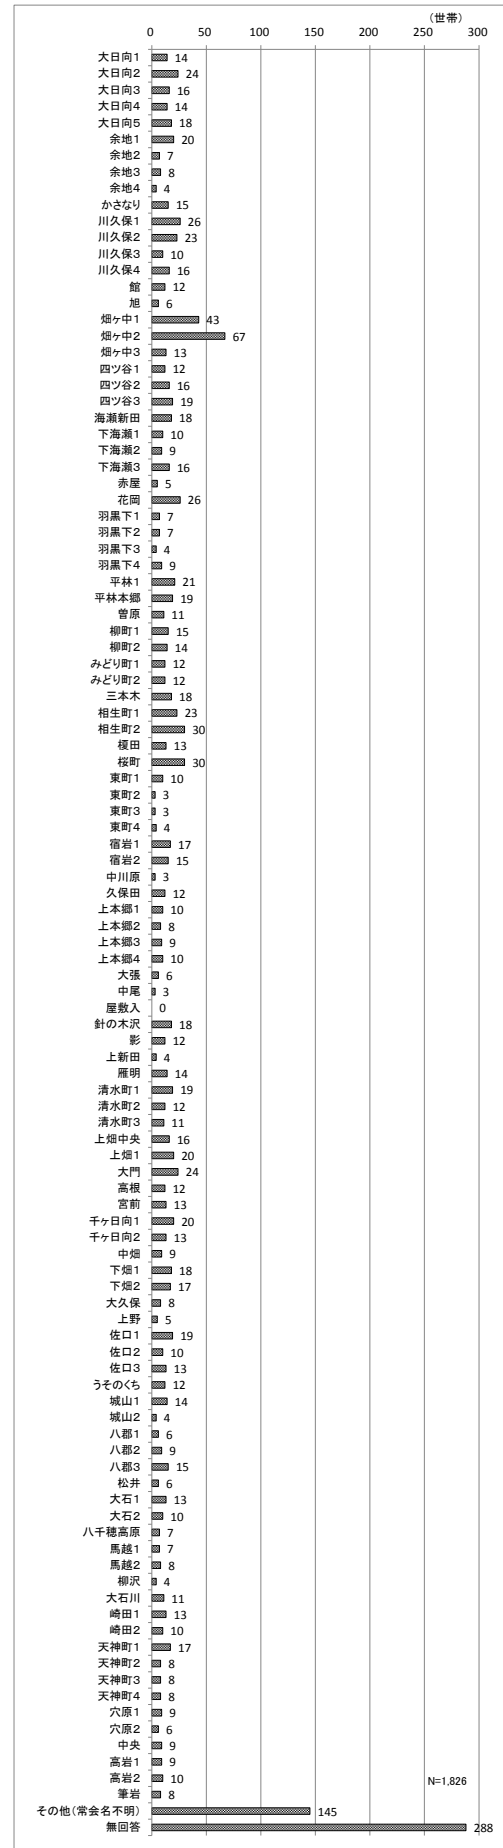 (世帯)
0 50 100 150 200 250 300
大日向1 14
大日向2 24
大日向3 16
大日向4 14
大日向5 18
余地1 20
余地2 7
余地3 8
余地4 4
かさなり 15
川久保1 26
川久保2 23
川久保3 10
川久保4 16
館 12
旭 6
畑ヶ中1 43
畑ヶ中2 67
畑ヶ中3 13
四ツ谷1 12
四ツ谷2 16
四ツ谷3 19
海瀬新田 18
下海瀬1 10
下海瀬2 9
下海瀬3 16
赤屋 5
花岡 26
羽黒下1 7
羽黒下2 7
羽黒下3 4
羽黒下4 9
平林1 21
平林本郷 19
曽原 11
柳町1 15
柳町2 14
みどり町1 12
みどり町2 12
三本木 18
相生町1 23
相生町2 30
榎田 13
桜町 30
東町1 10
東町2 3
東町3 3
東町4 4
宿岩1 17
宿岩2 15
中川原 3
久保田 12
上本郷1 10
上本郷2 8
上本郷3 9
上本郷4 10
大張 6
中尾 3
屋敷入 0
針の木沢 18
影 12
上新田 4
雁明 14
清水町1 19
清水町2 12
清水町3 11
上畑中央 16
上畑1 20
大門 24
高根 12
宮前 13
千ヶ日向1 20
千ヶ日向2 13
中畑 9
下畑1 18
下畑2 17
大久保 8
上野 5
佐口1 19
佐口2 10
佐口3 13
うそのくち 12
城山1 14
城山2 4
八郡1 6
八郡2 9
八郡3 15
松井 6
大石1 13
大石2 10
八千穂高原 7
馬越1 7
馬越2 8
柳沢 4
大石川 11
崎田1 13
崎田2 10
天神町1 17
天神町2 8
天神町3 8
天神町4 8
穴原1 9
穴原2 6
中央 9
高岩1 9
高岩2 10
N=1,826
筆岩 8
その他(常会名不明) 145
無回答 288